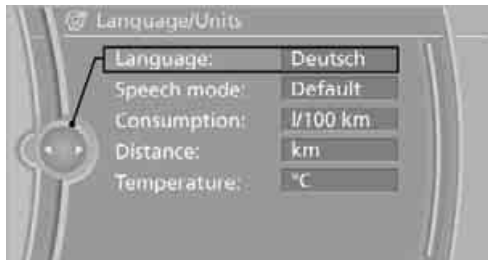 Language/Units
Language: Deutsch
Speech mode: Default
Consumption: l/100 km
Distance: km
Temperature: °C